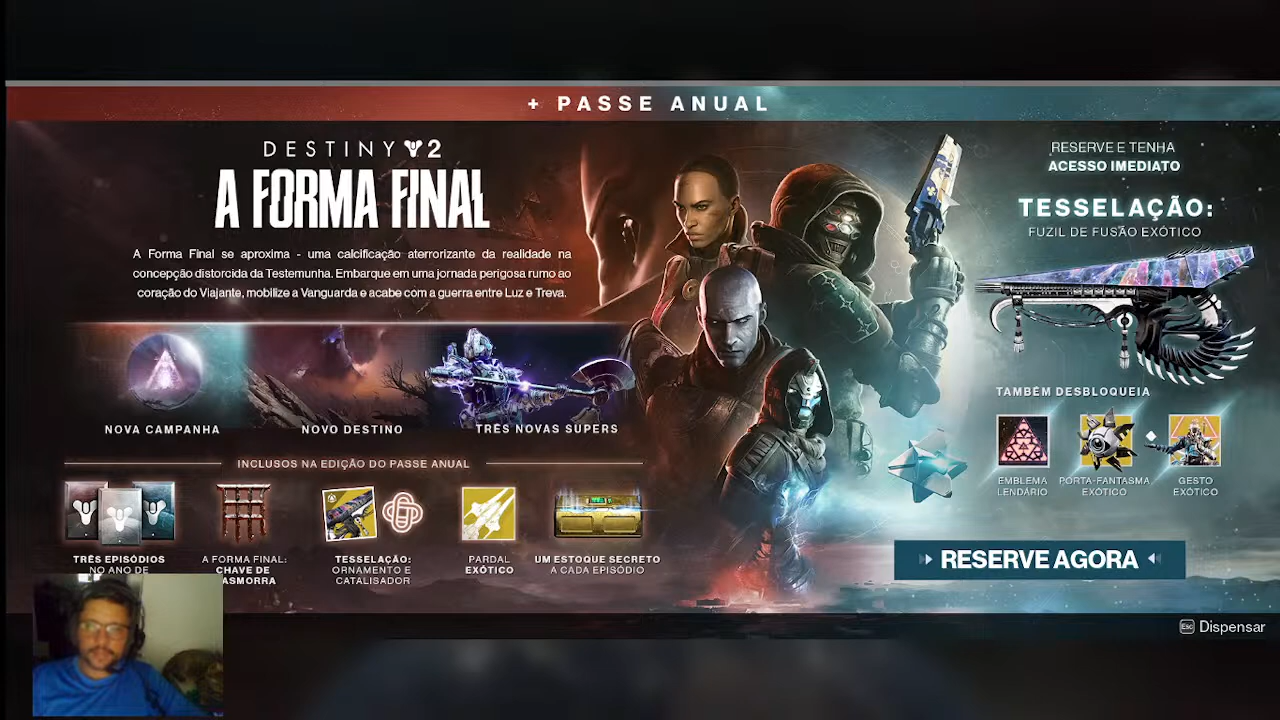 + PASSE ANUAL
DESTINY 2
A FORMA FINAL
A Forma Final se aproxima - uma calcificação aterrorizante da realidade na
concepção distorcida da Testemunha. Embarque em uma jornada perigosa rumo ao
coração do Viajante, mobilize a Vanguarda e acabe com a guerra entre Luz e Treva.
NOVA CAMPANHA
NOVO DESTINO
TRÊS NOVAS SUPERS
INCLUSOS NA EDIÇÃO DO PASSE ANUAL
TRÊS EPISÓDIOS
NO ANO DE
A FORMA FINAL:
CHAVE DE
ASMORRA
TESSELAÇÃO:
ORNAMENTO E
CATALISADOR
PARDAL
EXÓTICO
UM ESTOQUE SECRETO
A CADA EPISÓDIO
RESERVE E TENHA
ACESSO IMEDIATO
TESSELAÇÃO:
FUZIL DE FUSÃO EXÓTICO
TAMBÉM DESBLOQUEIA
EMBLEMA
LENDÁRIO
PORTA-FANTASMA
EXÓTICO
GESTO
EXÓTICO
RESERVE AGORA
Esc Dispensar